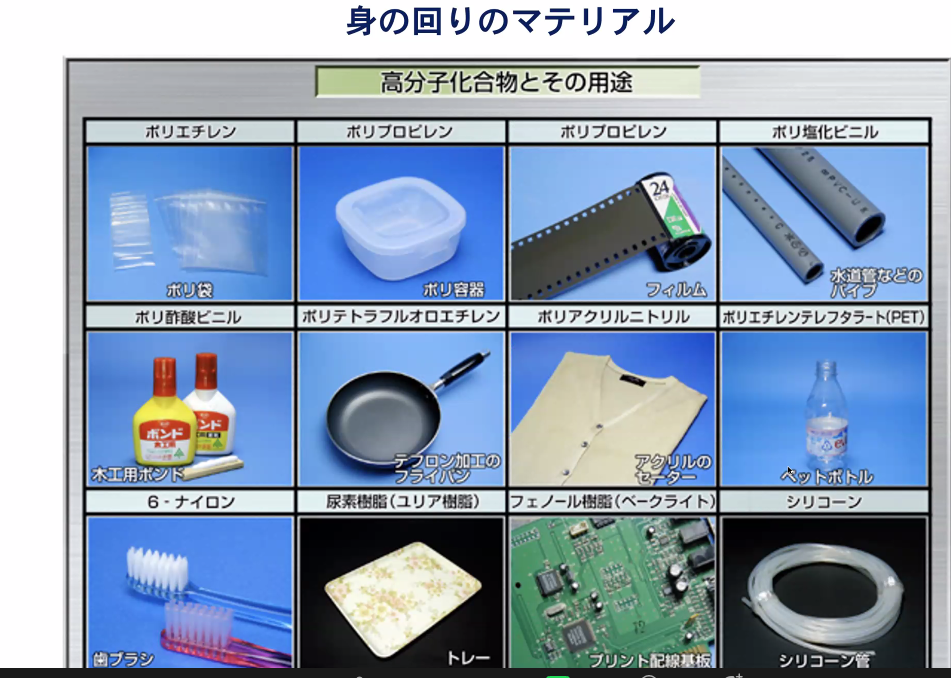 身の回りのマテリアル
高分子化合物とその用途
ポリエチレン
ポリプロピレン
ポリプロピレン
ポリ塩化ビニル
ポリ袋
ポリ容器
24
フィルム
水道管などの
パイプ
ポリ酢酸ビニル
ポリテトラフルオロエチレン
ポリアクリルニトリル
ポリエチレンテレフタラート(PET)
ボンド
木工用
木工用ボンド
テフロン加工の
フライパン
アクリルの
セーター
ペットボトル
6-ナイロン
尿素樹脂(ユリア樹脂)
フェノール樹脂(ベークライト)
シリコーン
歯ブラシ
トレー
プリント配線基板
シリコーン管